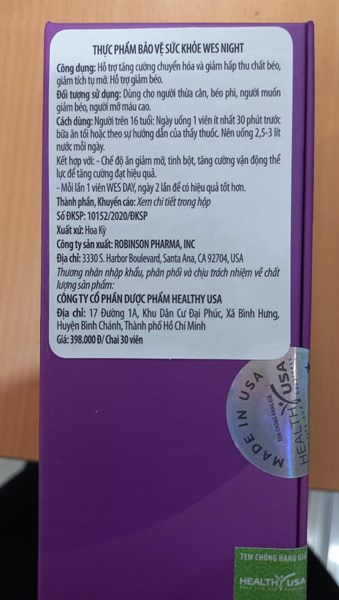 THỰC PHẨM BẢO VỆ SỨC KHỎE WES NIGHT
Công dụng: Hỗ trợ tăng cường chuyển hóa và giảm hấp thu chất béo,
giảm tích tụ mỡ. Hỗ trợ giảm béo.
Đối tượng sử dụng: Dùng cho người thừa cân, béo phì, người muốn
giảm béo, người mỡ máu cao.
Cách dùng: Người trên 16 tuổi: Ngày uống 1 viên ít nhất 30 phút trước
bữa ăn tối hoặc theo sự hướng dẫn của thầy thuốc. Nên uống 2,5-3 lít
nước mỗi ngày.
Kết hợp với: - Chế độ ăn giảm mỡ, tinh bột, tăng cường vận động thể
lực để tăng cường đạt hiệu quả.
- Mỗi lần 1 viên WES DAY, ngày 2 lần để có hiệu quả tốt hơn.
Thành phần, Khuyến cáo: Xem chi tiết trong hộp
Số ĐKSP: 10152/2020/ĐKSP
Xuất xứ: Hoa Kỳ
Công ty sản xuất: ROBINSON PHARMA, INC
Địa chỉ: 3330 S. Harbor Boulevard, Santa Ana, CA 92704, USA
Thương nhân nhập khẩu, phân phối và chịu trách nhiệm về chất
lượng sản phẩm:
CÔNG TY CỔ PHẦN DƯỢC PHẨM HEALTHY USA
Địa chỉ: 17 Đường 1A, Khu Dân Cư Đại Phúc, Xã Bình Hưng,
Huyện Bình Chánh, Thành phố Hồ Chí Minh
Giá: 398.000 Đ/ Chai 30 viên
MADE IN USA
TEM CHỐNG HÀNG GIẢ
HEALTHY USA
TEM CHỐNG HÀNG GIẢ
HEALTHY USA